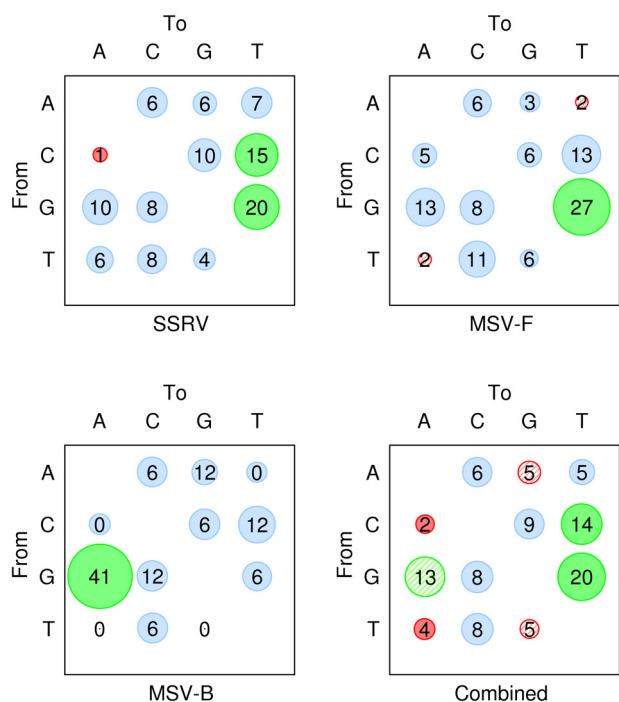 To
A C G T
From
A 6 6 7
C 1 10 15
G 10 8 20
T 6 8 4
SSRV
To
A C G T
From
A 6 3 2
C 5 6 13
G 13 8 27
T 2 11 6
MSV-F
To
A C G T
From
A 6 12 0
C 0 6 12
G 41 12 6
T 0 6 0
MSV-B
To
A C G T
From
A 6 5 5
C 2 9 14
G 13 8 20
T 4 8 5
Combined